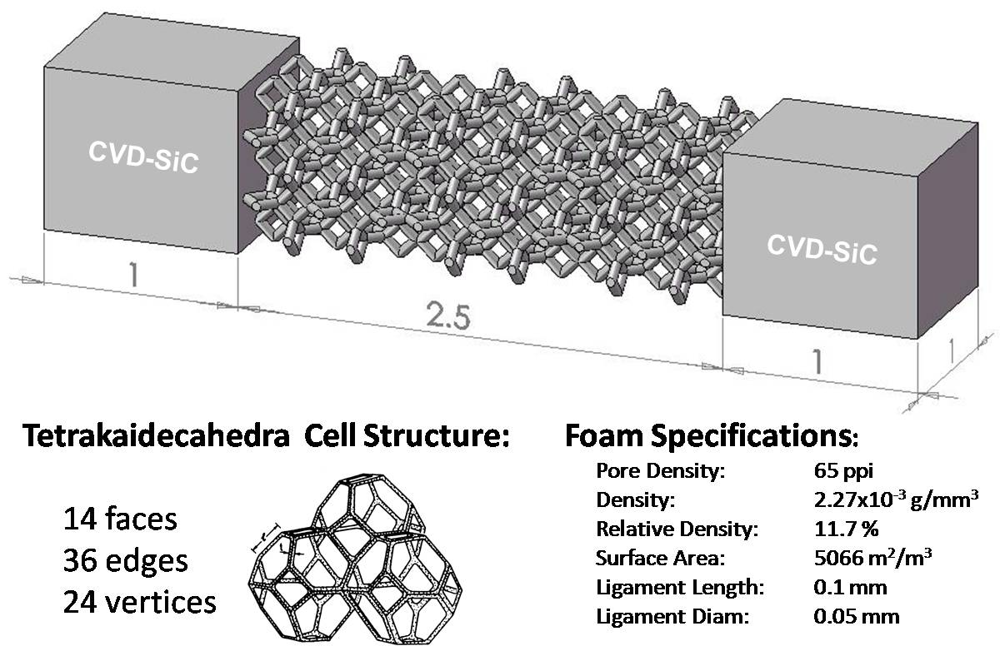 CVD-SiC
CVD-SiC
1
2.5
1
1
Tetrakaidecahedra Cell Structure:
14 faces
36 edges
24 vertices
Foam Specifications:
Pore Density: 65 ppi
Density: 2.27x10⁻³ g/mm³
Relative Density: 11.7 %
Surface Area: 5066 m²/m³
Ligament Length: 0.1 mm
Ligament Diam: 0.05 mm